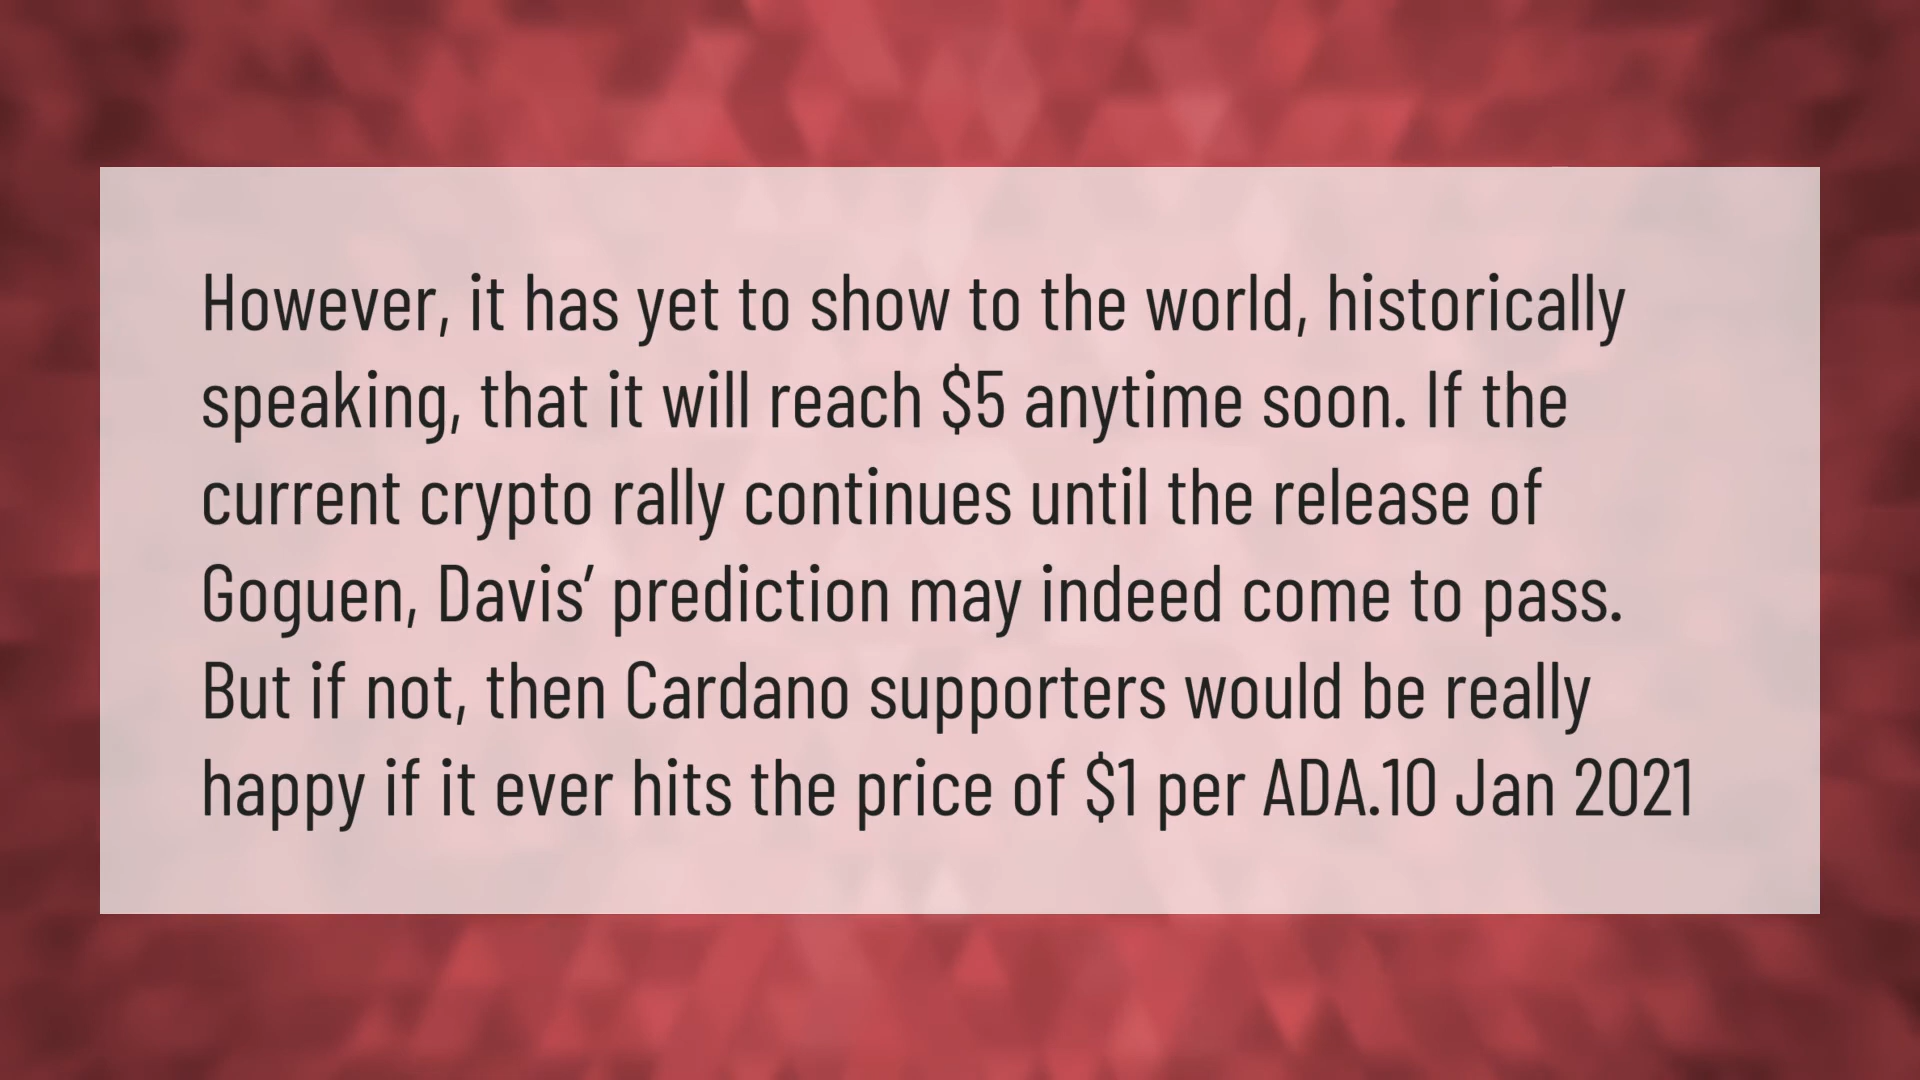 However, it has yet to show to the world, historically
speaking, that it will reach $5 anytime soon. If the
current crypto rally continues until the release of
Goguen, Davis’ prediction may indeed come to pass.
But if not, then Cardano supporters would be really
happy if it ever hits the price of $1 per ADA.10 Jan 2021